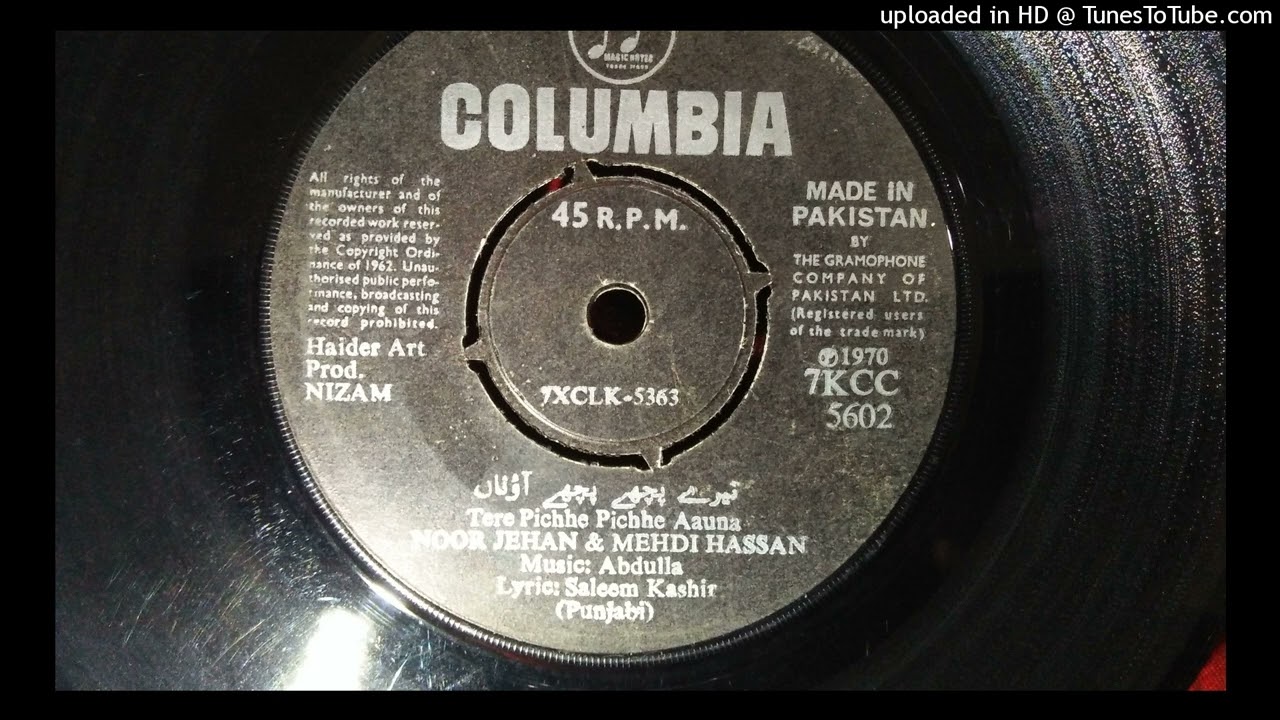 uploaded in HD @ TunesToTube.com
MAGIC NOTES
TRADE MARK
COLUMBIA
All rights of the
manufacturer and of
the owners of this
recorded work reser-
ved as provided by
the Copyright Ordi-
nance of 1962. Unau-
thorised public perfo-
rmance, broadcasting
and copying of this
record prohibited.
Haider Art
Prod.
NIZAM
45 R.P.M.
7XCLK-5363
MADE IN
PAKISTAN.
BY
THE GRAMOPHONE
COMPANY OF
PAKISTAN LTD.
(Registered users
of the trade mark)
℗ 1970
7KCC
5602
تیرے پچھے پچھے آؤناں
Tere Pichhe Pichhe Aauna
NOOR JEHAN & MEHDI HASSAN
Music: Abdulla
Lyric: Saleem Kashir
(Punjabi)